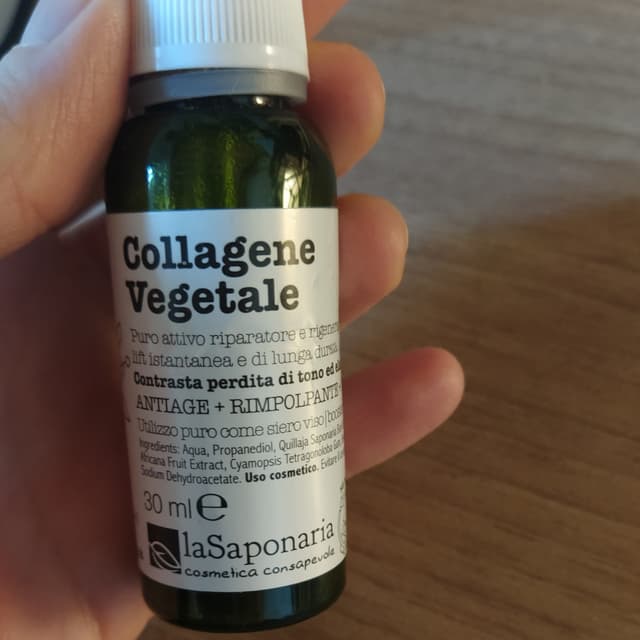 Collagene
Vegetale
Puro attivo riparatore e
lift istantanea e di lunga durata
Contrasta perdita di tono ed
ANTIAGE + RIMPOLPANTE
Utilizzo puro come siero viso|
Ingredients: Aqua, Propanediol, Quillaja Saponaria
Africana Fruit Extract, Cyamopsis Tetragonoloba
Sodium Dehydroacetate. Uso cosmetico. Evitare
30 ml ℮
laSaponaria
cosmetica consapevole